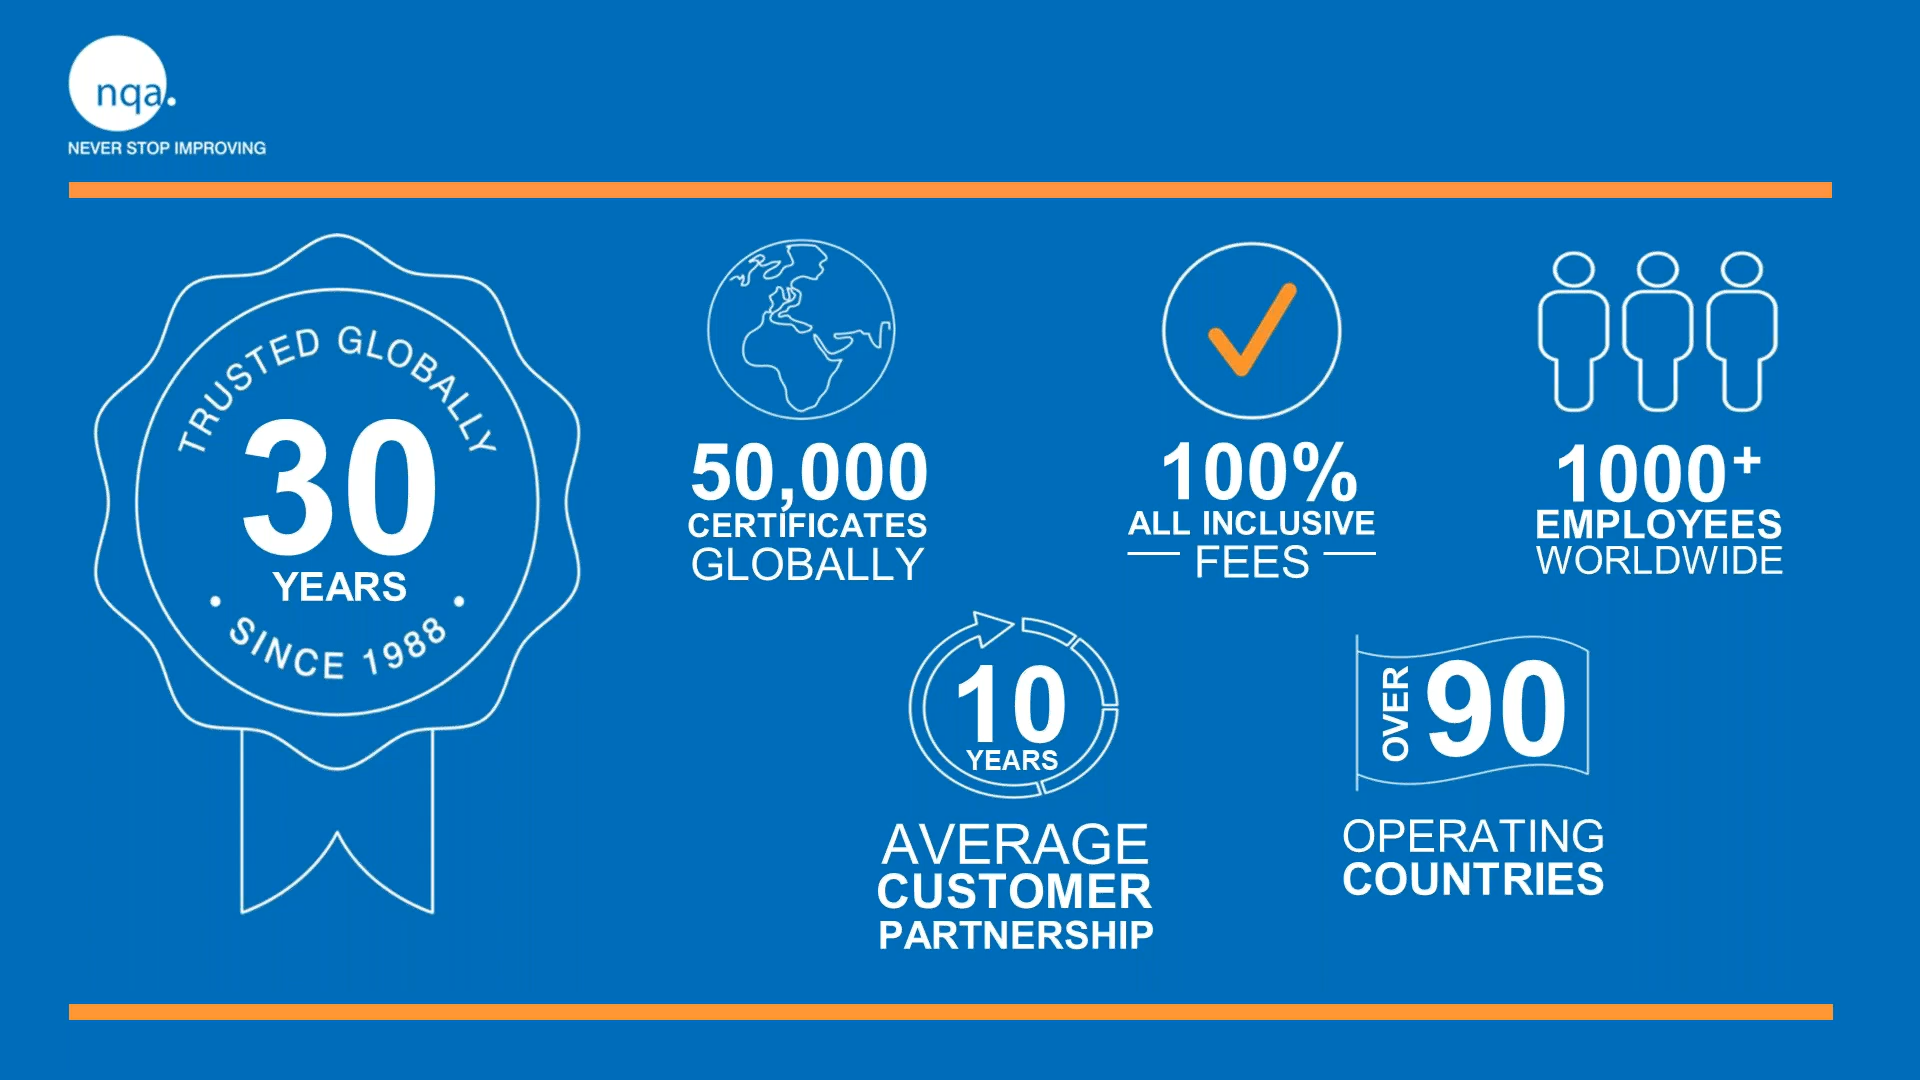 nqa.
NEVER STOP IMPROVING
TRUSTED GLOBALLY
30
YEARS
• SINCE 1988 •
50,000
CERTIFICATES
GLOBALLY
100%
ALL INCLUSIVE
FEES
1000+
EMPLOYEES
WORLDWIDE
10
YEARS
AVERAGE
CUSTOMER
PARTNERSHIP
OVER 90
OPERATING
COUNTRIES